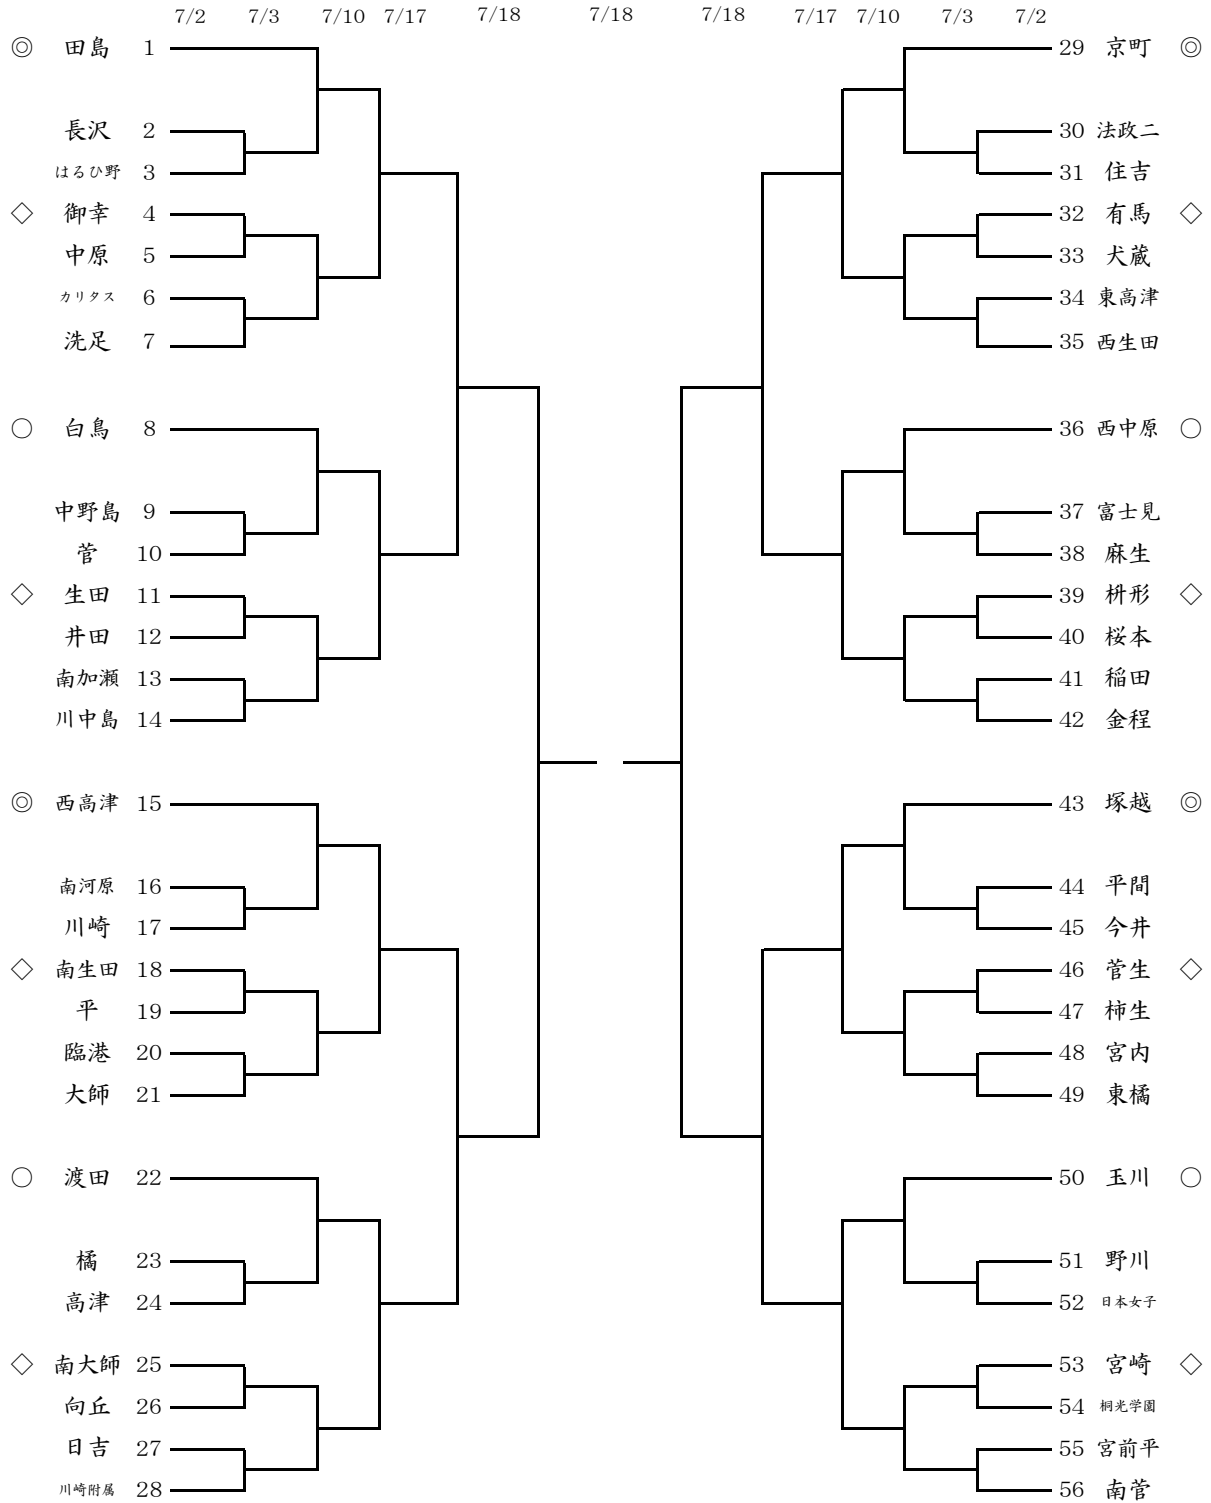 7/2 7/3 7/10 7/17 7/18 7/18 7/18 7/17 7/10 7/3 7/2
◎ 田島 1 29 京町 ◎
長沢 2 30 法政二
はるひ野 3 31 住吉
◇ 御幸 4 32 有馬 ◇
中原 5 33 犬蔵
カリタス 6 34 東高津
洗足 7 35 西生田
○ 白鳥 8 36 西中原 ○
中野島 9 37 富士見
菅 10 38 麻生
◇ 生田 11 39 枡形 ◇
井田 12 40 桜本
南加瀬 13 41 稲田
川中島 14 42 金程
◎ 西高津 15 43 塚越 ◎
南河原 16 44 平間
川崎 17 45 今井
◇ 南生田 18 46 菅生 ◇
平 19 47 柿生
臨港 20 48 宮内
大師 21 49 東橘
○ 渡田 22 50 玉川 ○
橘 23 51 野川
高津 24 52 日本女子
◇ 南大師 25 53 宮崎 ◇
向丘 26 54 桐光学園
日吉 27 55 宮前平
川崎附属 28 56 南菅